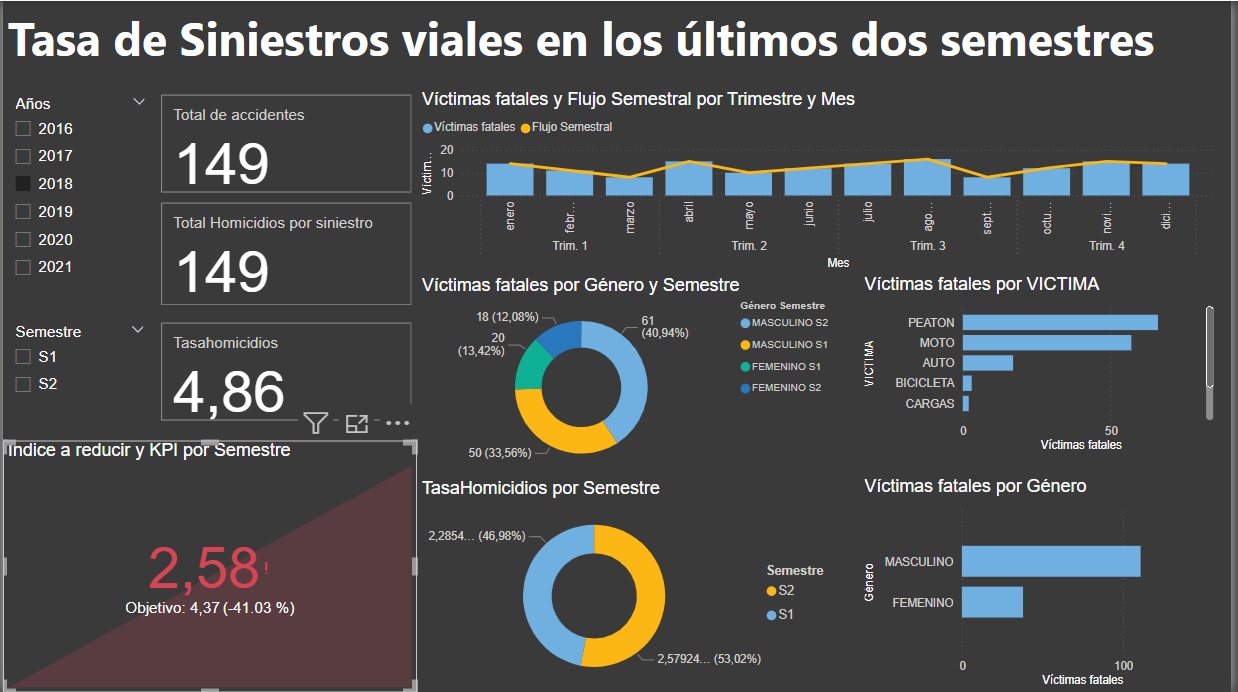 Tasa de Siniestros viales en los últimos dos semestres
Años
2016
2017
2018
2019
2020
2021
Semestre
S1
S2
Total de accidentes
149
Total Homicidios por siniestro
149
Tasahomicidios
4,86
Indice a reducir y KPI por Semestre
2,58!
Objetivo: 4,37 (-41.03 %)
Víctimas fatales y Flujo Semestral por Trimestre y Mes
Víctimas fatales Flujo Semestral
Víctim...
20
10
0
enero
febr...
marzo
abril
mayo
junio
julio
ago...
sept...
octu...
novi...
dici...
Trim. 1
Trim. 2
Trim. 3
Trim. 4
Mes
Víctimas fatales por Género y Semestre
18 (12,08%)
20
(13,42%)
50 (33,56%)
61
(40,94%)
Género Semestre
MASCULINO S2
MASCULINO S1
FEMENINO S1
FEMENINO S2
Víctimas fatales por VICTIMA
VICTIMA
PEATON
MOTO
AUTO
BICICLETA
CARGAS
0
50
Víctimas fatales
TasaHomicidios por Semestre
2,2854... (46,98%)
2,57924... (53,02%)
Semestre
S2
S1
Víctimas fatales por Género
Género
MASCULINO
FEMENINO
0
100
Víctimas fatales